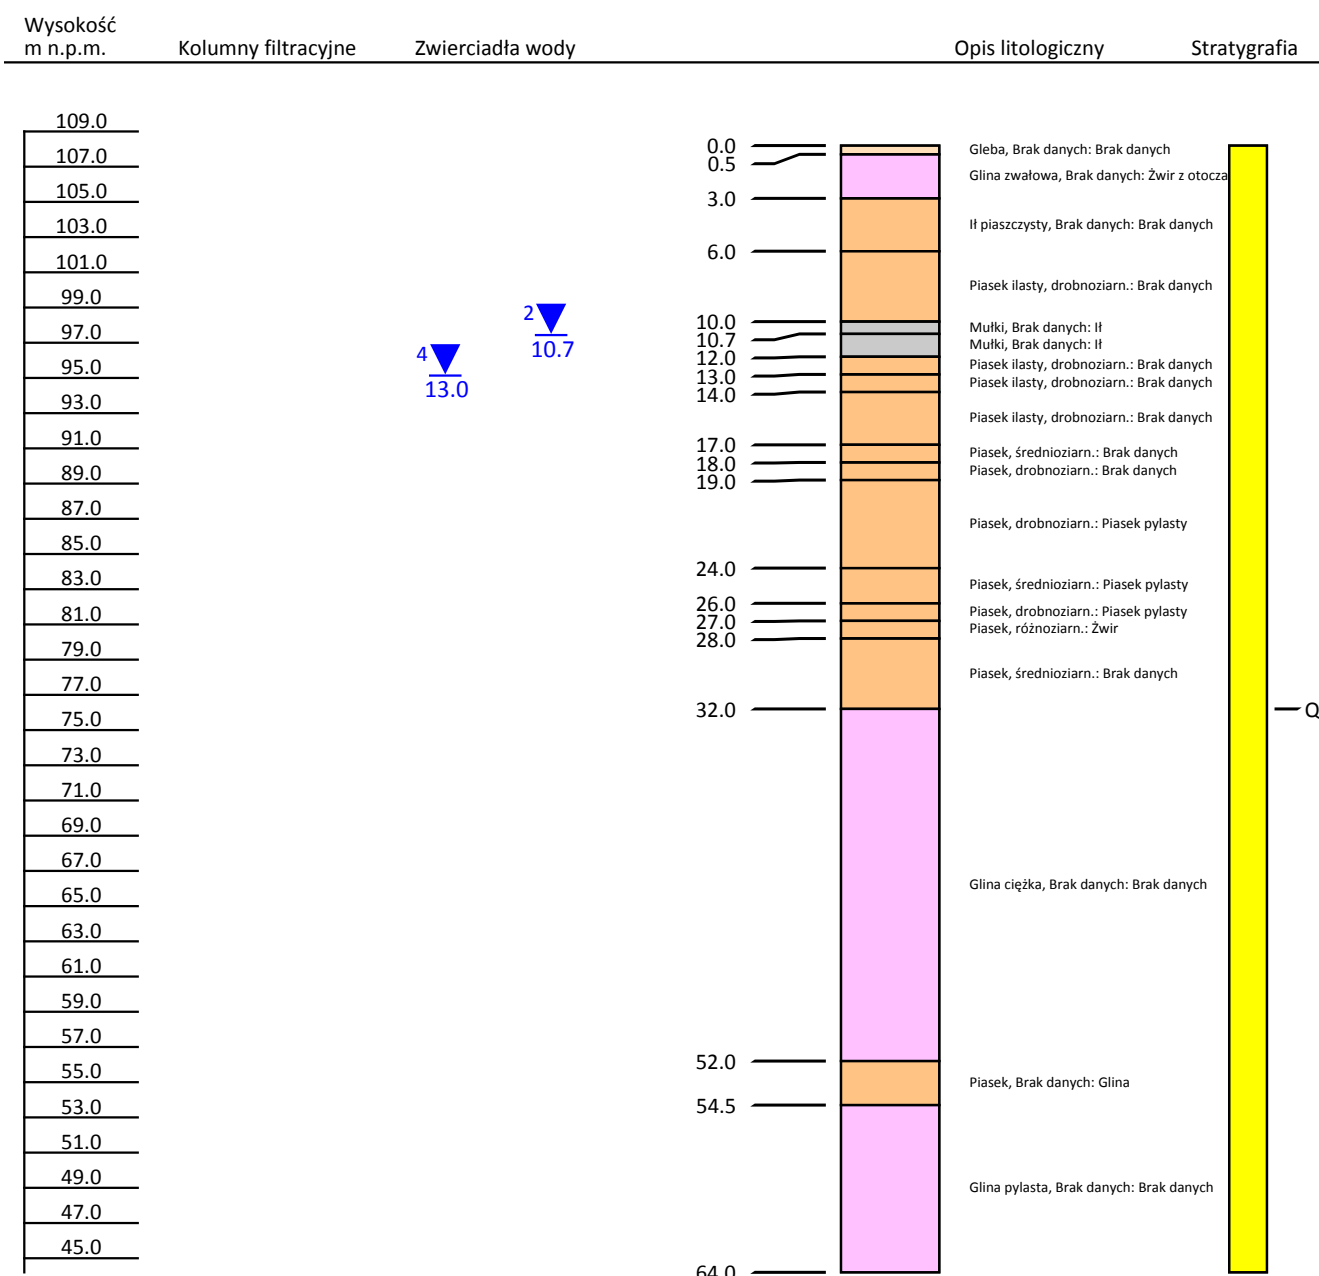 Wysokość
m n.p.m.
Kolumny filtracyjne
Zwierciadła wody
Opis litologiczny
Stratygrafia
109.0
107.0
105.0
103.0
101.0
99.0
97.0
95.0
93.0
91.0
89.0
87.0
85.0
83.0
81.0
79.0
77.0
75.0
73.0
71.0
69.0
67.0
65.0
63.0
61.0
59.0
57.0
55.0
53.0
51.0
49.0
47.0
45.0
4
13.0
2
10.7
0.0
0.5
3.0
6.0
10.0
10.7
12.0
13.0
14.0
17.0
18.0
19.0
24.0
26.0
27.0
28.0
32.0
52.0
54.5
64.0
Gleba, Brak danych: Brak danych
Glina zwałowa, Brak danych: Żwir z otocza
Ił piaszczysty, Brak danych: Brak danych
Piasek ilasty, drobnoziarn.: Brak danych
Mułki, Brak danych: Ił
Mułki, Brak danych: Ił
Piasek ilasty, drobnoziarn.: Brak danych
Piasek ilasty, drobnoziarn.: Brak danych
Piasek ilasty, drobnoziarn.: Brak danych
Piasek, średnioziarn.: Brak danych
Piasek, drobnoziarn.: Brak danych
Piasek, drobnoziarn.: Piasek pylasty
Piasek, średnioziarn.: Piasek pylasty
Piasek, drobnoziarn.: Piasek pylasty
Piasek, różnoziarn.: Żwir
Piasek, średnioziarn.: Brak danych
Glina ciężka, Brak danych: Brak danych
Piasek, Brak danych: Glina
Glina pylasta, Brak danych: Brak danych
Q